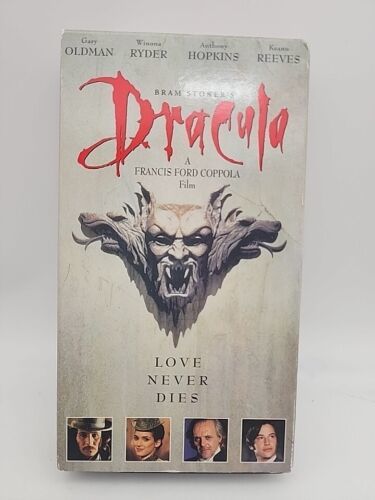 Gary Winona Anthony Keanu
OLDMAN RYDER HOPKINS REEVES
BRAM STOKER'S
Dracula
A
FRANCIS FORD COPPOLA
Film
LOVE
NEVER
DIES